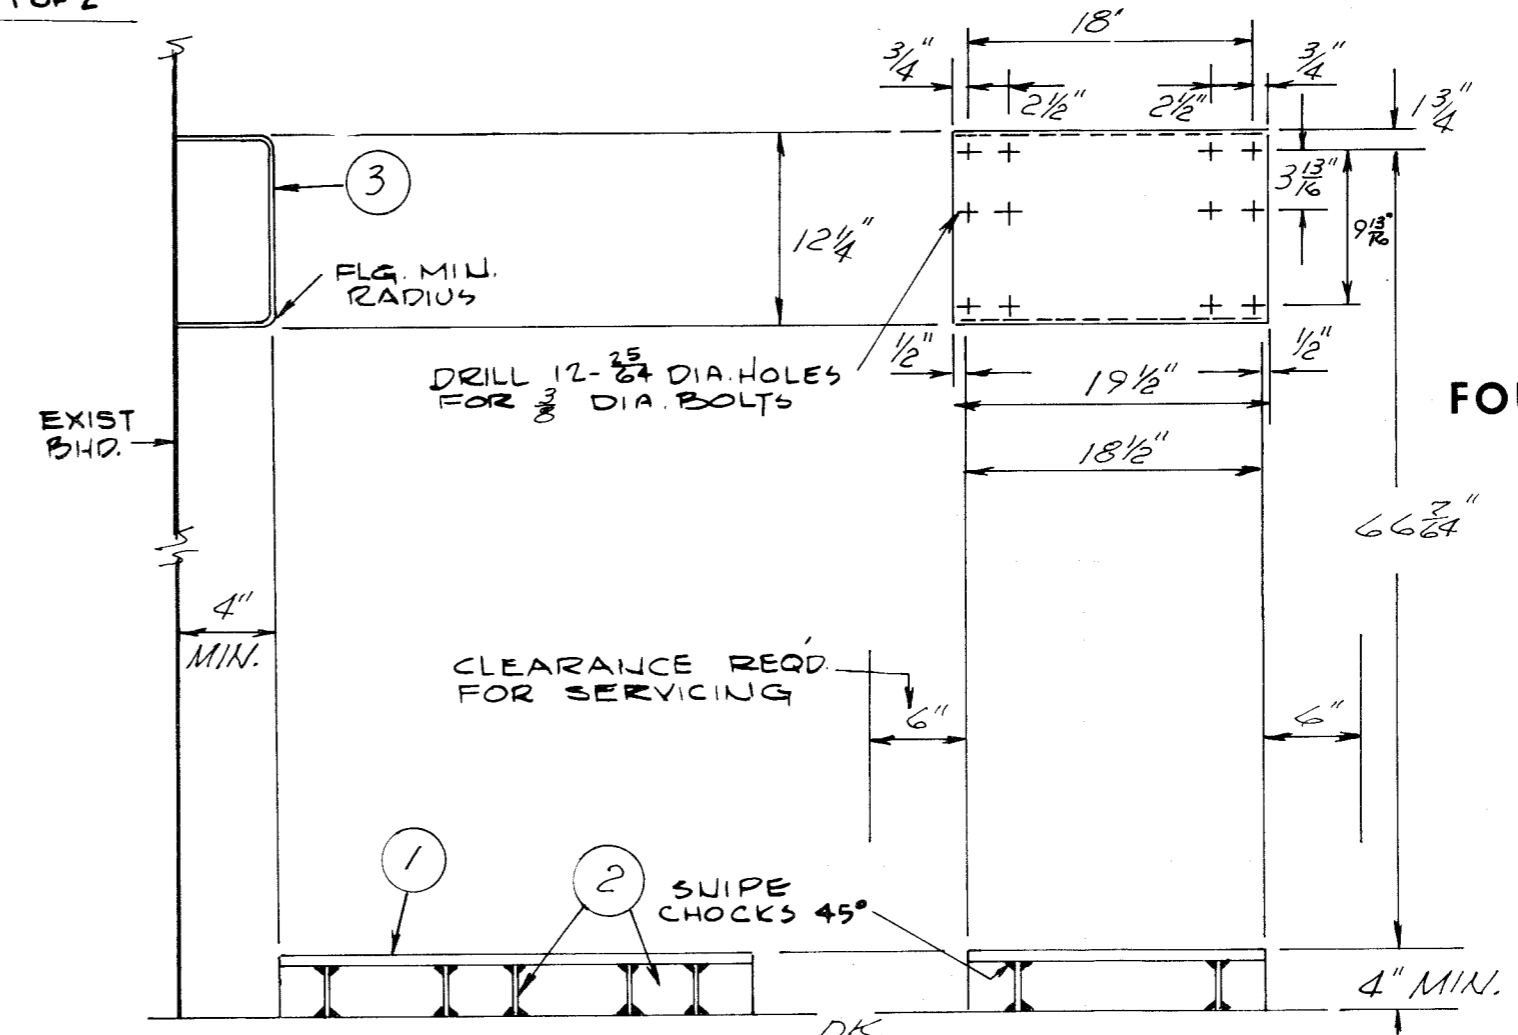 1 OF 2
18"
3/4"
3/4"
2 1/2"
2 1/2"
1 3/4"
3
3 13/16"
12 1/4"
9 13/16"
FLG. MIN.
RADIUS
1/2"
1/2"
DRILL 12-25/64 DIA. HOLES
FOR 3/8 DIA. BOLTS
19 1/2"
EXIST
BHD.
18 1/2"
66 7/64"
4"
MIN.
CLEARANCE REQ'D.
FOR SERVICING
6"
6"
1
2
SNIPE
CHOCKS 45°
4" MIN.
DK